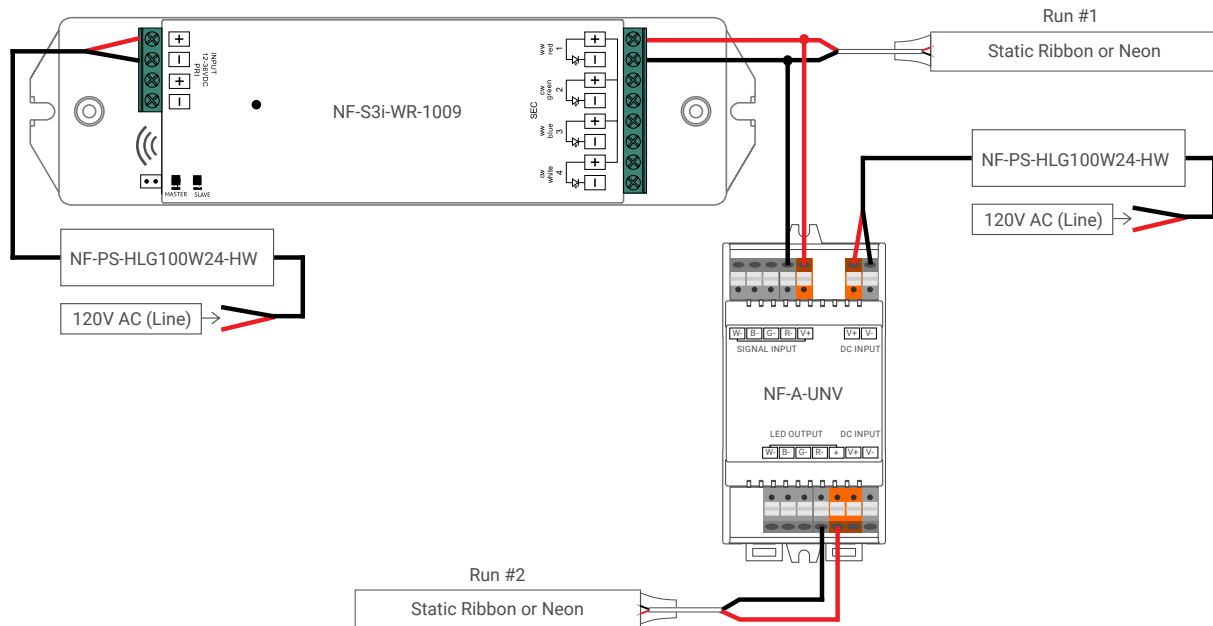 Run #1
Static Ribbon or Neon
INPUT
12-36VDC
PRI
+
−
+
−
NF-S3i-WR-1009
MASTER
SLAVE
SEC
ww
red
1
+
−
cw
green
2
+
−
ww
blue
3
+
−
cw
white
4
+
−
NF-PS-HLG100W24-HW
120V AC (Line)
NF-PS-HLG100W24-HW
120V AC (Line)
W- B- G- R- V+ V+ V-
SIGNAL INPUT DC INPUT
NF-A-UNV
LED OUTPUT DC INPUT
W- B- G- R- + V+ V-
Run #2
Static Ribbon or Neon